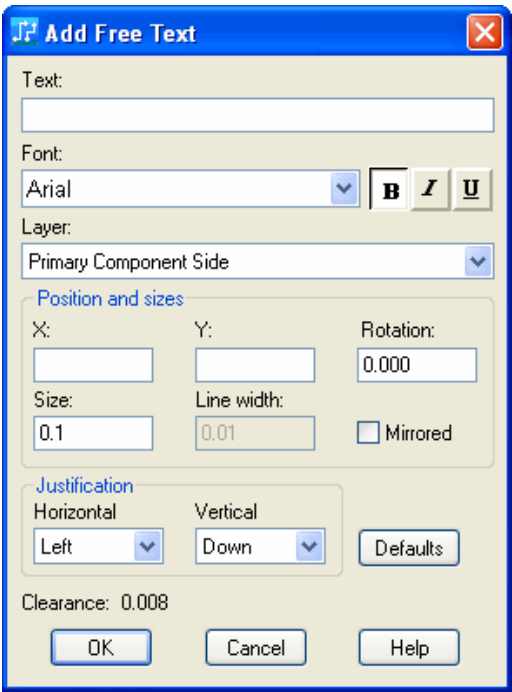 Add Free Text
Text:
Font:
Arial B I U
Layer:
Primary Component Side
Position and sizes
X: Y: Rotation:
0.000
Size: Line width:
0.1 0.01 Mirrored
Justification
Horizontal Vertical
Left Down Defaults
Clearance: 0.008
OK Cancel Help